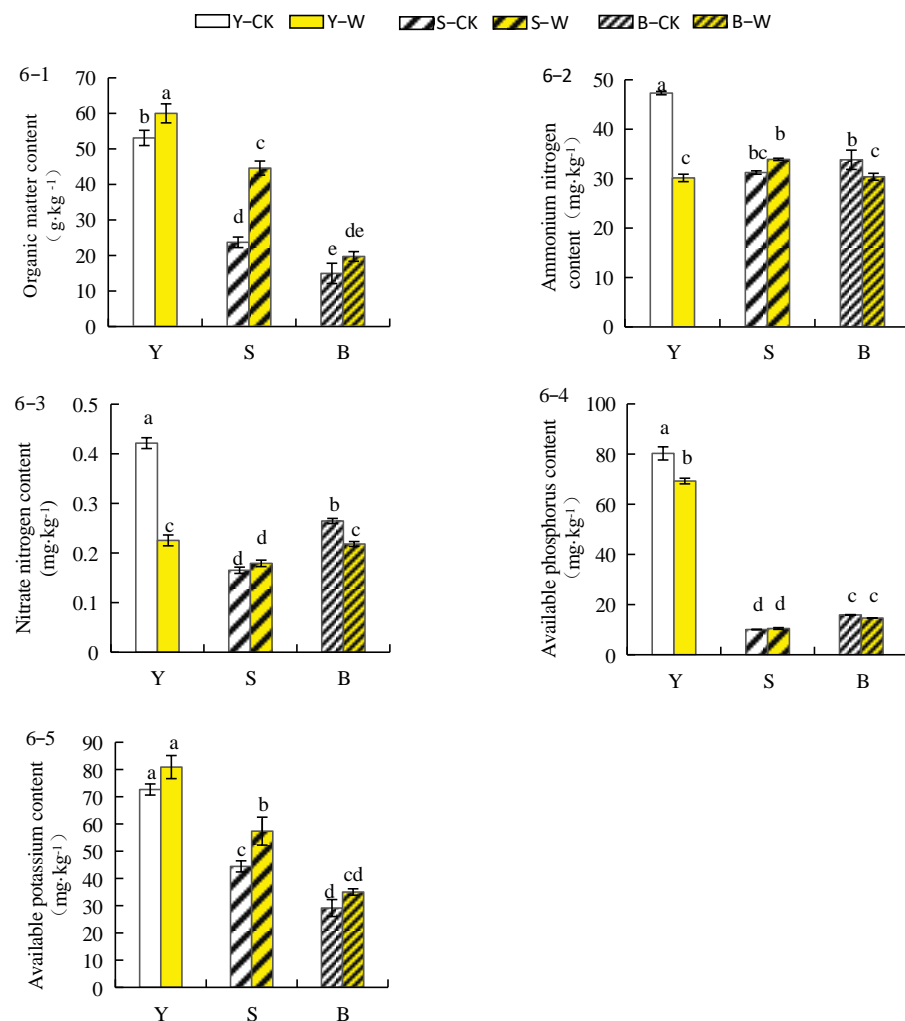 Y-CK Y-W S-CK S-W B-CK B-W
6-1
Organic matter content
(g·kg-1)
70
60
50
40
30
20
10
0
b a d c e de
Y S B
6-2
Ammonium nitrogen
content (mg·kg-1)
50
40
30
20
10
0
a c bc b b c
Y S B
6-3
Nitrate nitrogen content
(mg·kg-1)
0.5
0.4
0.3
0.2
0.1
0
a c d d b c
Y S B
6-4
Available phosphorus content
(mg·kg-1)
100
80
60
40
20
0
a b d d c c
Y S B
6-5
Available potassium content
(mg·kg-1)
90
80
70
60
50
40
30
20
10
0
a a c b d cd
Y S B